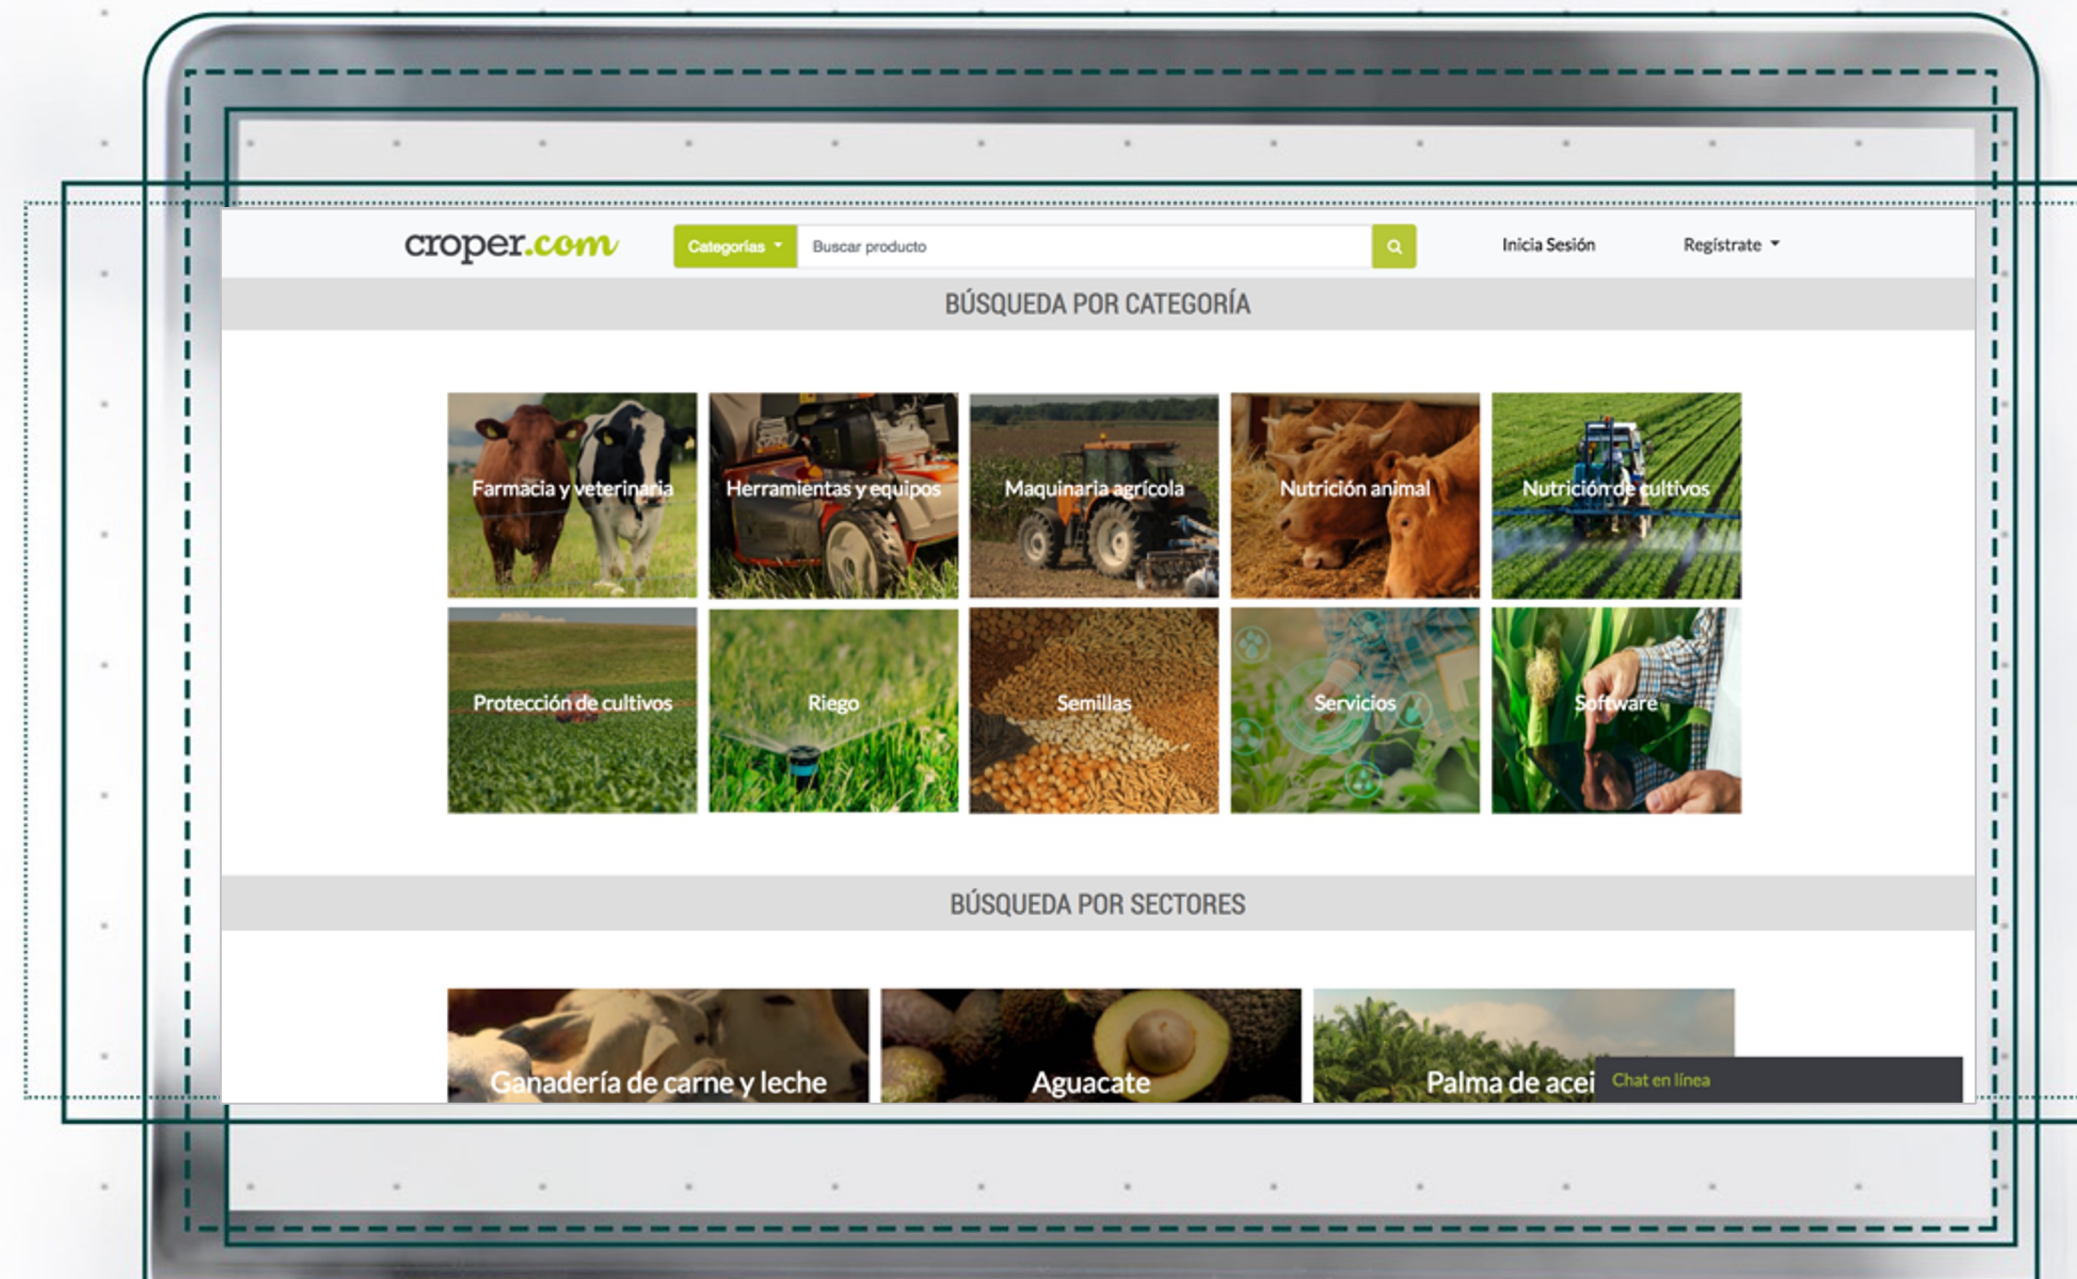 croper.com
Categorías
Buscar producto
Inicia Sesión
Regístrate
BÚSQUEDA POR CATEGORÍA
Farmacia y veterinaria
Herramientas y equipos
Maquinaria agrícola
Nutrición animal
Nutrición de cultivos
Protección de cultivos
Riego
Semillas
Servicios
Software
BÚSQUEDA POR SECTORES
Ganadería de carne y leche
Aguacate
Palma de acei
Chat en línea